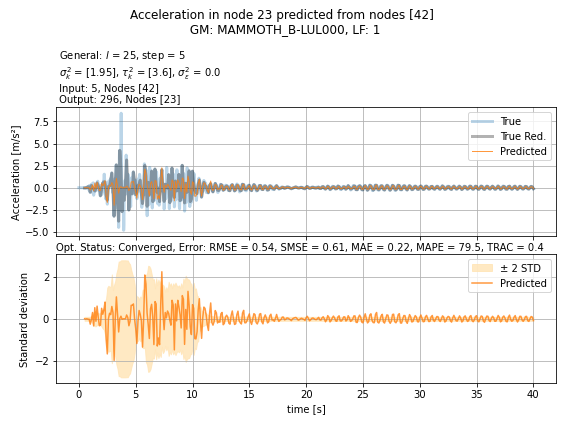 Acceleration in node 23 predicted from nodes [42]
GM: MAMMOTH_B-LUL000, LF: 1
General: l = 25, step = 5
σ²ₖ = [1.95], τ²ₖ = [3.6], σ²ε = 0.0
Input: 5, Nodes [42]
Output: 296, Nodes [23]
True
True Red.
Predicted
7.5
5.0
2.5
0.0
−2.5
−5.0
Acceleration [m/s²]
Opt. Status: Converged, Error: RMSE = 0.54, SMSE = 0.61, MAE = 0.22, MAPE = 79.5, TRAC = 0.4
± 2 STD
Predicted
2
0
−2
Standard deviation
0 5 10 15 20 25 30 35 40
time [s]